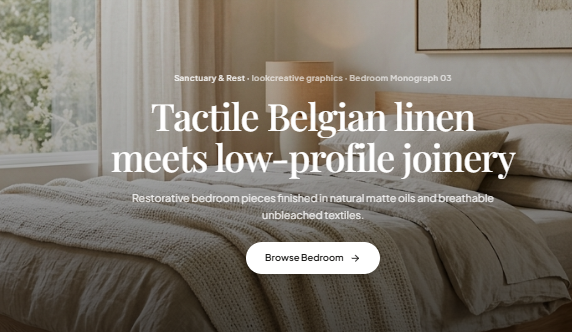 Sanctuary & Rest · lookcreative graphics · Bedroom Monograph 03
Tactile Belgian linen
meets low-profile joinery
Restorative bedroom pieces finished in natural matte oils and breathable
unbleached textiles.
Browse Bedroom →